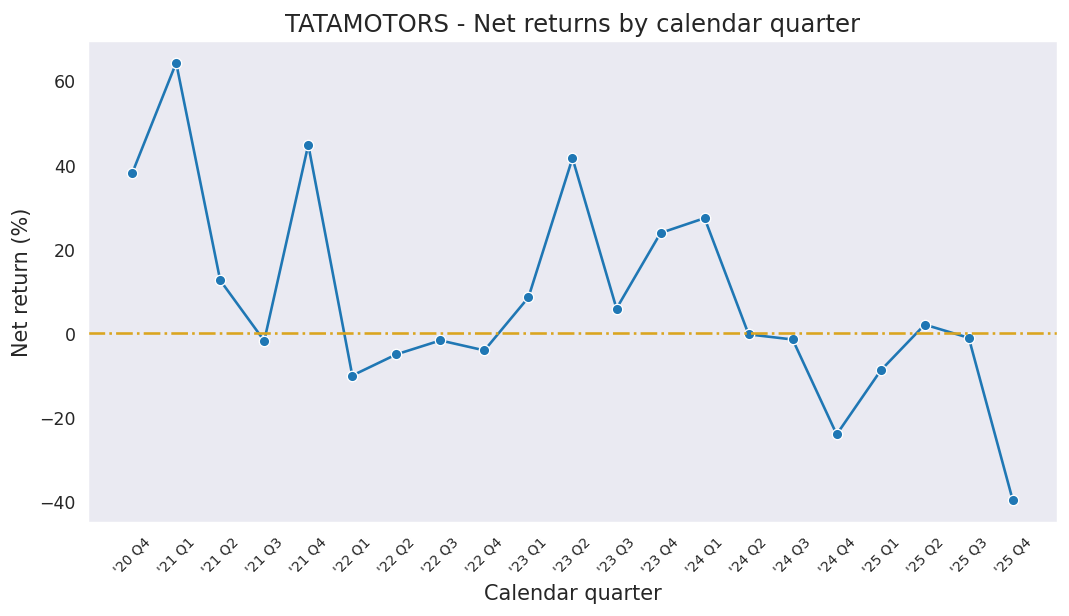 TATAMOTORS - Net returns by calendar quarter
Net return (%)
60
40
20
0
−20
−40
'20 Q4
'21 Q1
'21 Q2
'21 Q3
'21 Q4
'22 Q1
'22 Q2
'22 Q3
'22 Q4
'23 Q1
'23 Q2
'23 Q3
'23 Q4
'24 Q1
'24 Q2
'24 Q3
'24 Q4
'25 Q1
'25 Q2
'25 Q3
'25 Q4
Calendar quarter